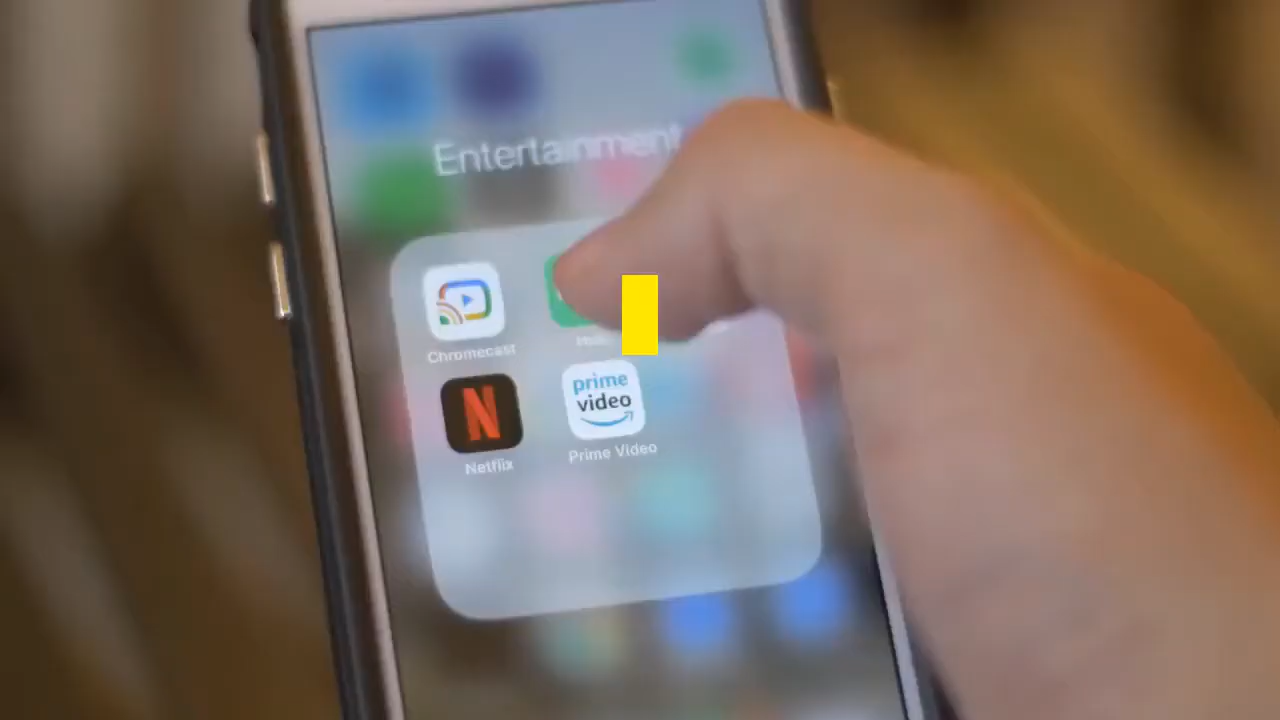 Entertainment
Chromecast
N
Netflix
prime
video
Prime Video